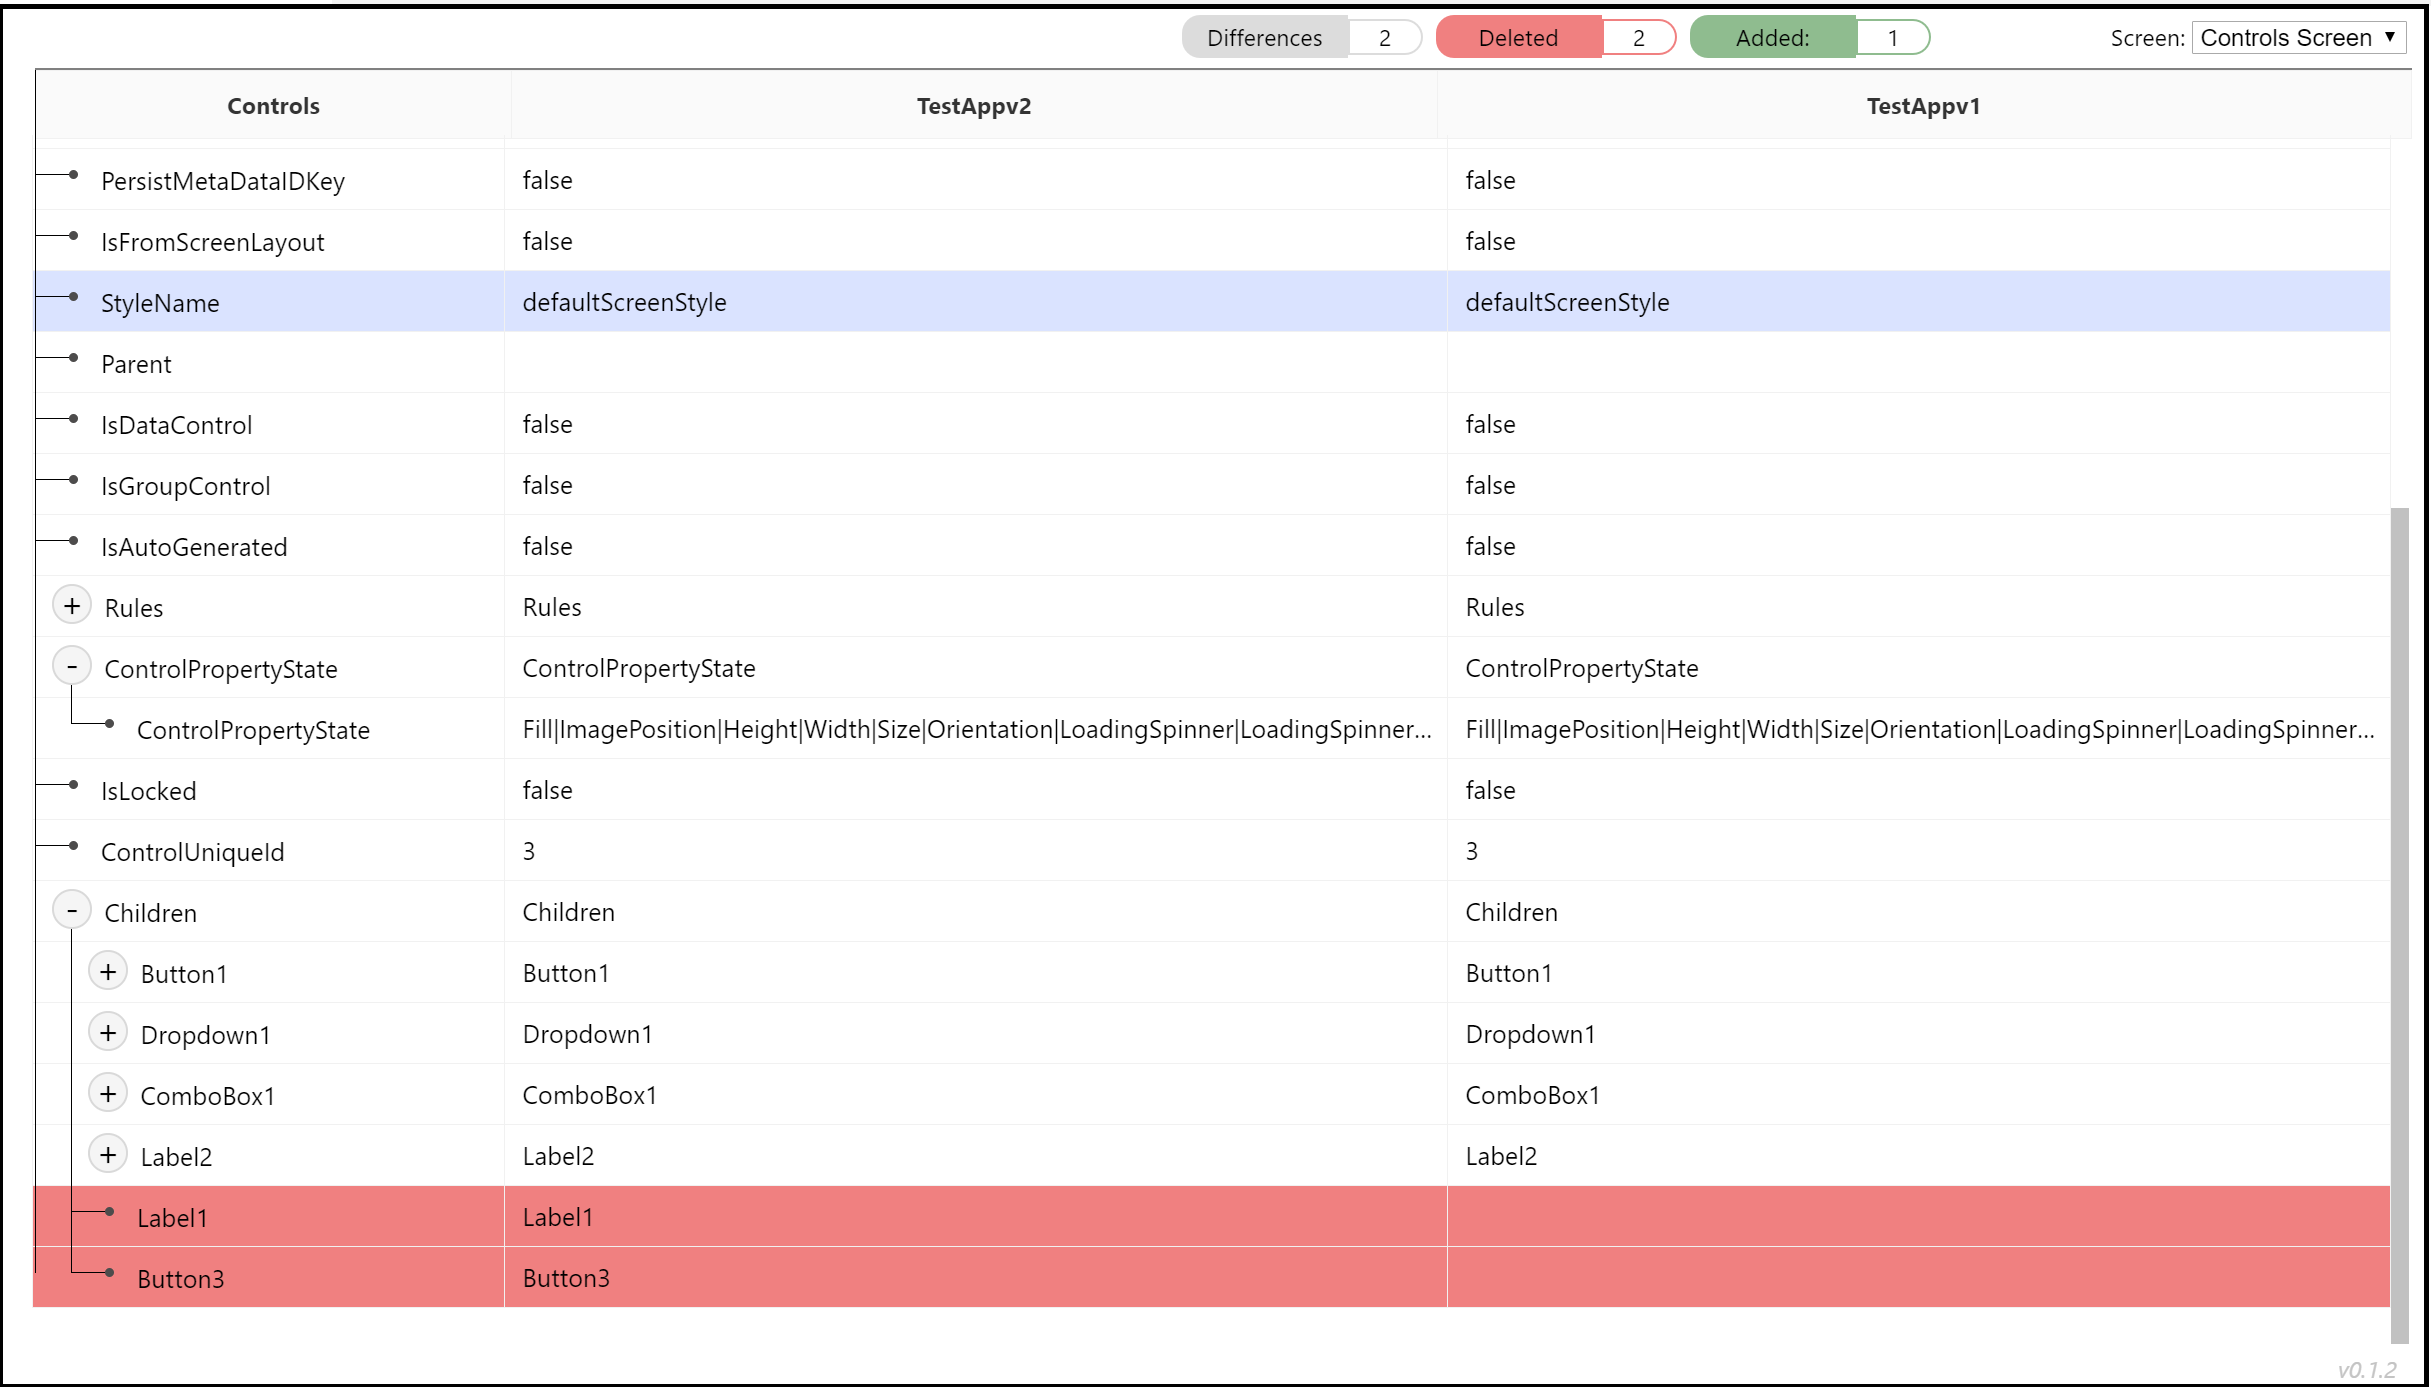 Differences 2 Deleted 2 Added: 1 Screen: Controls Screen
Controls TestAppv2 TestAppv1
PersistMetaDataIDKey false false
IsFromScreenLayout false false
StyleName defaultScreenStyle defaultScreenStyle
Parent
IsDataControl false false
IsGroupControl false false
IsAutoGenerated false false
+ Rules Rules Rules
- ControlPropertyState ControlPropertyState ControlPropertyState
ControlPropertyState Fill|ImagePosition|Height|Width|Size|Orientation|LoadingSpinner|LoadingSpinner... Fill|ImagePosition|Height|Width|Size|Orientation|LoadingSpinner|LoadingSpinner...
IsLocked false false
ControlUniqueId 3 3
- Children Children Children
+ Button1 Button1 Button1
+ Dropdown1 Dropdown1 Dropdown1
+ ComboBox1 ComboBox1 ComboBox1
+ Label2 Label2 Label2
Label1 Label1
Button3 Button3
v0.1.2